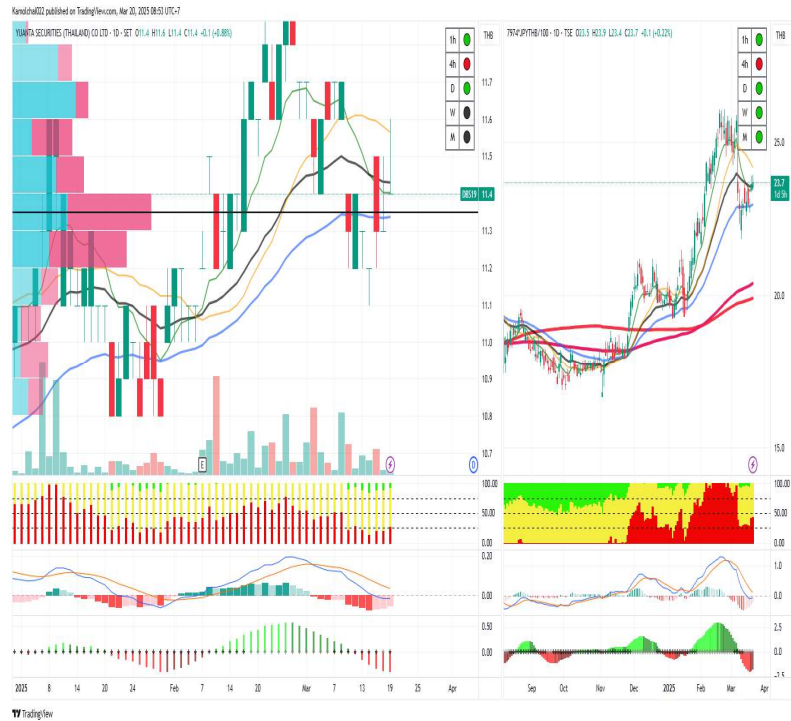 Kamolchai022 published on TradingView.com, Mar 20, 2025 08:53 UTC+7
YUANTA SECURITIES (THAILAND) CO LTD · 1D · SET O11.4 H11.6 L11.4 C11.4 +0.1 (+0.88%)
THB
1h
4h
D
W
M
11.7
11.6
11.5
DBS19 11.4
11.3
11.2
11.1
11.0
10.9
10.8
10.7
E
D
100.00
50.00
0.00
0.20
0.00
0.50
0.00
2025 8 14 20 24 Feb 7 14 20 Mar 7 13 19 25 Apr
7974*JPYTHB/100 · 1D · TSE O23.5 H23.9 L23.4 C23.7 +0.1 (+0.22%)
THB
1h
4h
D
W
M
25.0
23.7
1d 5h
20.0
15.0
100.00
50.00
0.00
1.0
0.0
2.5
0.0
-2.5
Sep Oct Nov Dec 2025 Feb Mar Apr
TradingView